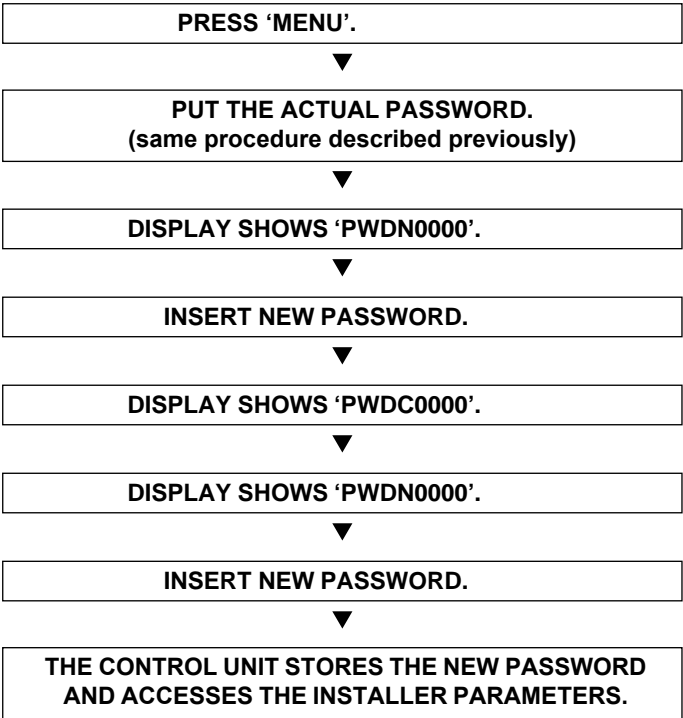 PRESS ‘MENU’.
PUT THE ACTUAL PASSWORD.
(same procedure described previously)
DISPLAY SHOWS ‘PWDN0000’.
INSERT NEW PASSWORD.
DISPLAY SHOWS ‘PWDC0000’.
DISPLAY SHOWS ‘PWDN0000’.
INSERT NEW PASSWORD.
THE CONTROL UNIT STORES THE NEW PASSWORD
AND ACCESSES THE INSTALLER PARAMETERS.